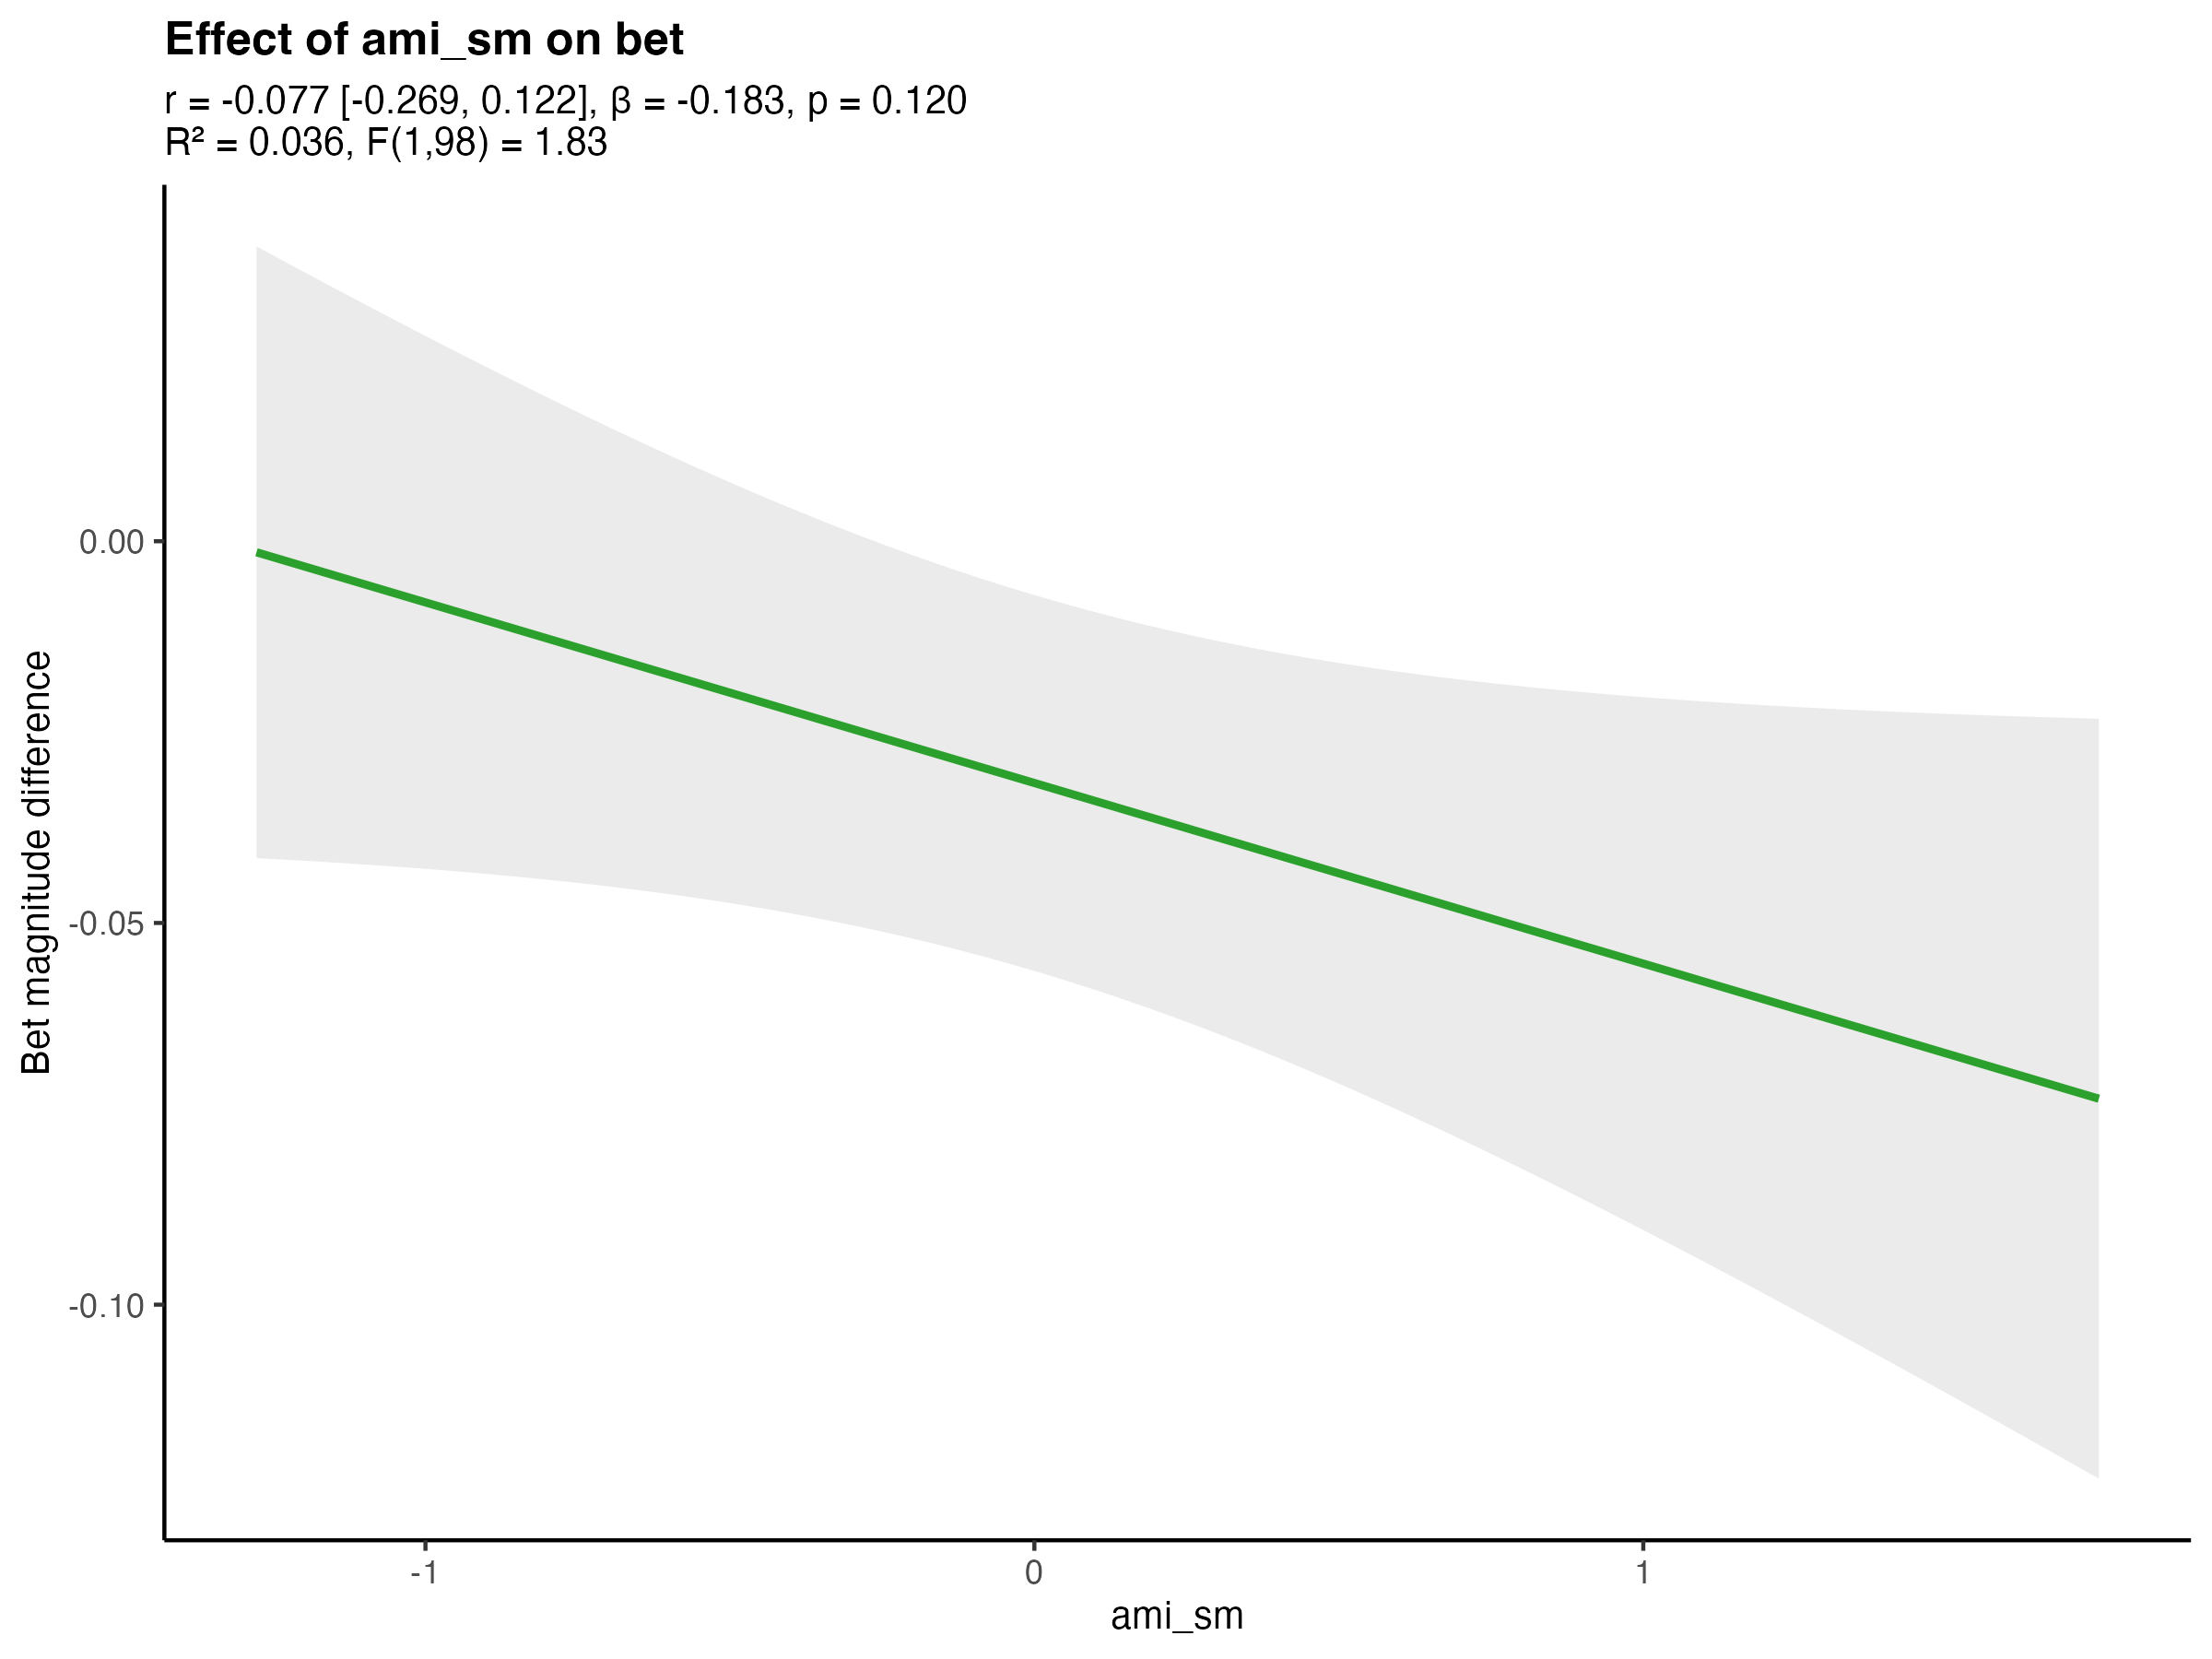 Effect of ami_sm on bet
r = -0.077 [-0.269, 0.122], β = -0.183, p = 0.120
R² = 0.036, F(1,98) = 1.83
Bet magnitude difference
0.00
-0.05
-0.10
-1
0
1
ami_sm